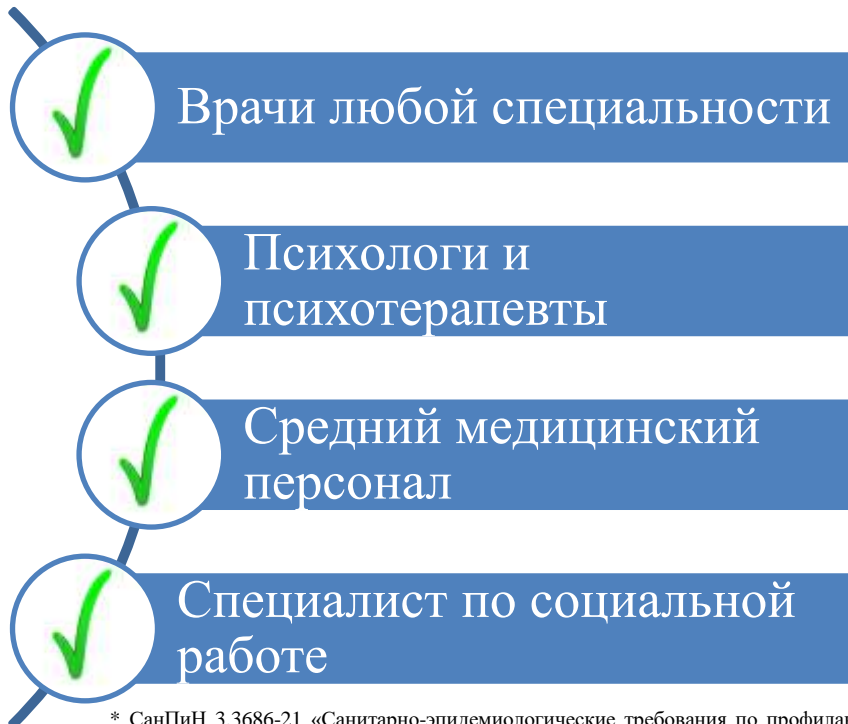 Врачи любой специальности
Психологи и
психотерапевты
Средний медицинский
персонал
Специалист по социальной
работе
* СанПиН 3.3686-21 «Санитарно-эпидемиологические требования по